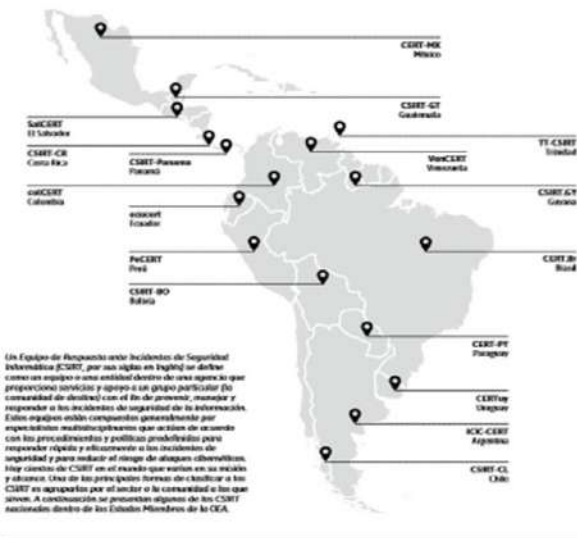 CERT-MX
México
CSIRT-GT
Guatemala
SalCERT
El Salvador
CSIRT-CR
Costa Rica
CSIRT-Panama
Panamá
VenCERT
Venezuela
TT-CSIRT
Trinidad
colCERT
Colombia
CSIRT.GY
Guyana
ecucert
Ecuador
PeCERT
Perú
CERT.Br
Brasil
CSIRT-BO
Bolivia
CERT-PY
Paraguay
CERTuy
Uruguay
ICIC-CERT
Argentina
CSIRT-CL
Chile
Un Equipo de Respuesta ante Incidentes de Seguridad
Informática (CSIRT, por sus siglas en inglés) se define
como un equipo o una entidad dentro de una agencia que
proporciona servicios y apoyo a un grupo particular (la
comunidad de destino) con el fin de prevenir, manejar y
responder a los incidentes de seguridad de la información.
Estos equipos están compuestos generalmente por
especialistas multidisciplinarios que actúan de acuerdo
con los procedimientos y políticas predefinidas para
responder rápida y eficazmente a los incidentes de
seguridad y para reducir el riesgo de ataques cibernéticos.
Hay cientos de CSIRT en el mundo que varían en su misión
y alcance. Una de las principales formas de clasificar a los
CSIRT es agruparlos por el sector o la comunidad a los que
sirven. A continuación se presentan algunos de los CSIRT
nacionales dentro de los Estados Miembros de la OEA.